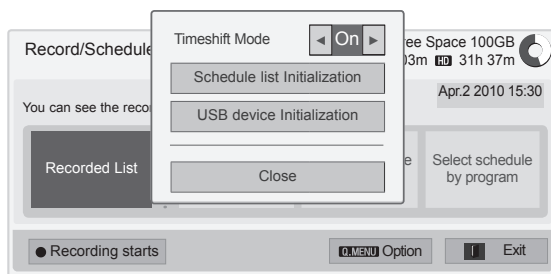 Record/Schedule
ree Space 100GB
03m HD 31h 37m
Apr.2 2010 15:30
You can see the recor
Timeshift Mode ◄ On ►
Schedule list Initialization
USB device Initialization
Close
Recorded List
e
Select schedule
by program
● Recording starts
Q.MENU Option
Exit